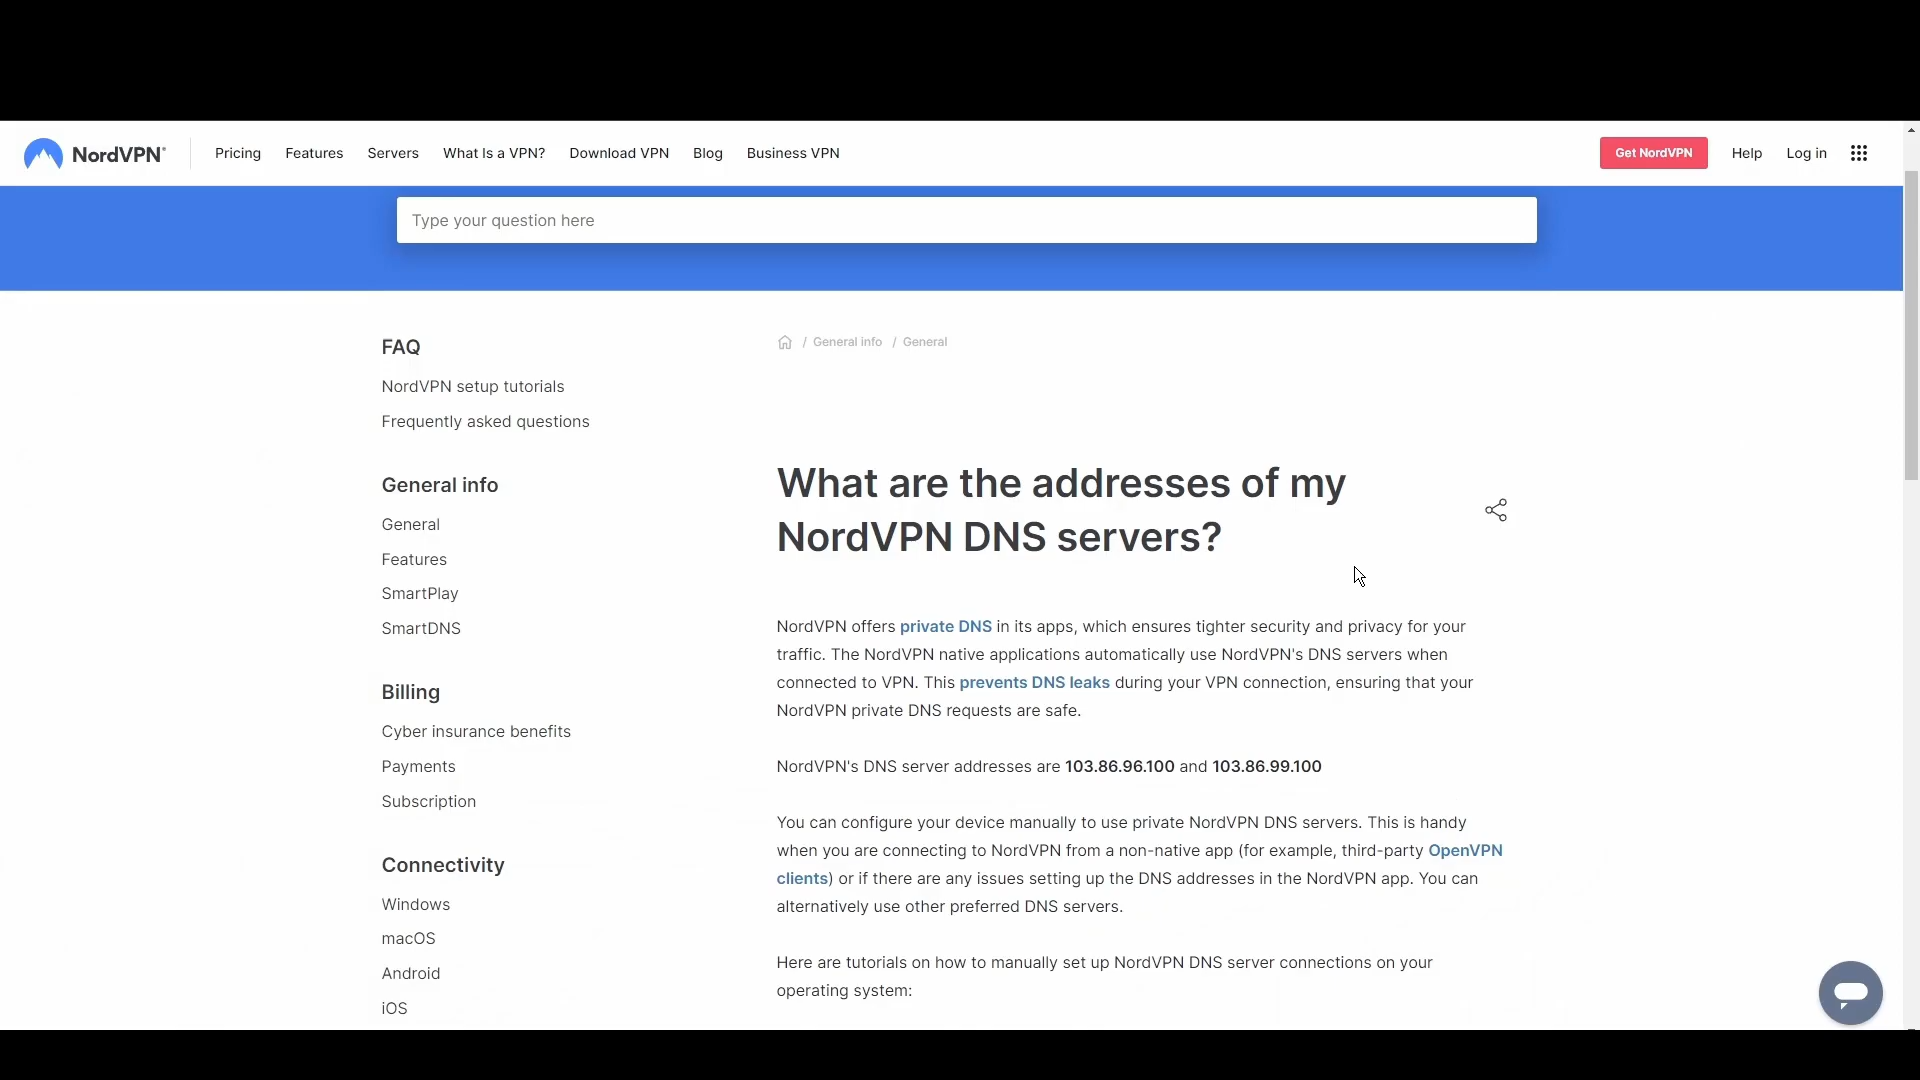 NordVPN®
Pricing
Features
Servers
What Is a VPN?
Download VPN
Blog
Business VPN
Get NordVPN
Help
Log in
Type your question here
FAQ
NordVPN setup tutorials
Frequently asked questions
General info
General
Features
SmartPlay
SmartDNS
Billing
Cyber insurance benefits
Payments
Subscription
Connectivity
Windows
macOS
Android
iOS
/ General info / General
What are the addresses of my
NordVPN DNS servers?
NordVPN offers private DNS in its apps, which ensures tighter security and privacy for your
traffic. The NordVPN native applications automatically use NordVPN's DNS servers when
connected to VPN. This prevents DNS leaks during your VPN connection, ensuring that your
NordVPN private DNS requests are safe.
NordVPN's DNS server addresses are 103.86.96.100 and 103.86.99.100
You can configure your device manually to use private NordVPN DNS servers. This is handy
when you are connecting to NordVPN from a non-native app (for example, third-party OpenVPN
clients) or if there are any issues setting up the DNS addresses in the NordVPN app. You can
alternatively use other preferred DNS servers.
Here are tutorials on how to manually set up NordVPN DNS server connections on your
operating system: